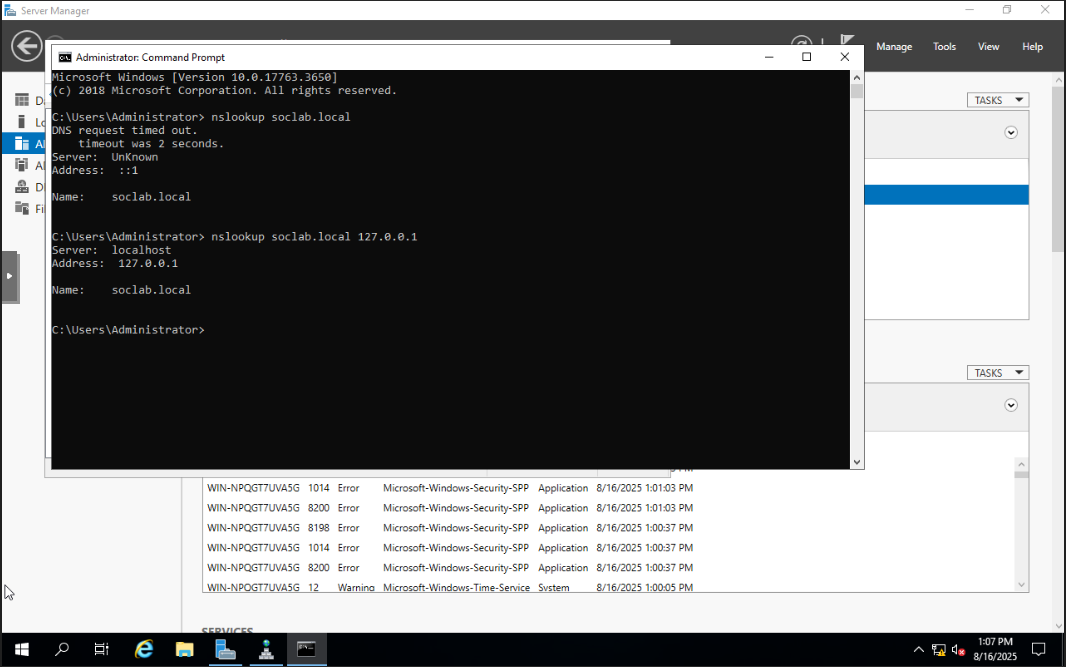 Server Manager
Manage Tools View Help
Administrator: Command Prompt
Microsoft Windows [Version 10.0.17763.3650]
(c) 2018 Microsoft Corporation. All rights reserved.
C:\Users\Administrator> nslookup soclab.local
DNS request timed out.
timeout was 2 seconds.
Server: UnKnown
Address: ::1
Name: soclab.local
C:\Users\Administrator> nslookup soclab.local 127.0.0.1
Server: localhost
Address: 127.0.0.1
Name: soclab.local
C:\Users\Administrator>
TASKS
TASKS
WIN-NPQGT7UVA5G 1014 Error Microsoft-Windows-Security-SPP Application 8/16/2025 1:01:03 PM
WIN-NPQGT7UVA5G 8200 Error Microsoft-Windows-Security-SPP Application 8/16/2025 1:01:03 PM
WIN-NPQGT7UVA5G 8198 Error Microsoft-Windows-Security-SPP Application 8/16/2025 1:00:37 PM
WIN-NPQGT7UVA5G 1014 Error Microsoft-Windows-Security-SPP Application 8/16/2025 1:00:37 PM
WIN-NPQGT7UVA5G 8200 Error Microsoft-Windows-Security-SPP Application 8/16/2025 1:00:37 PM
WIN-NPQGT7UVA5G 12 Warning Microsoft-Windows-Time-Service System 8/16/2025 1:00:05 PM
SERVICES
1:07 PM
8/16/2025